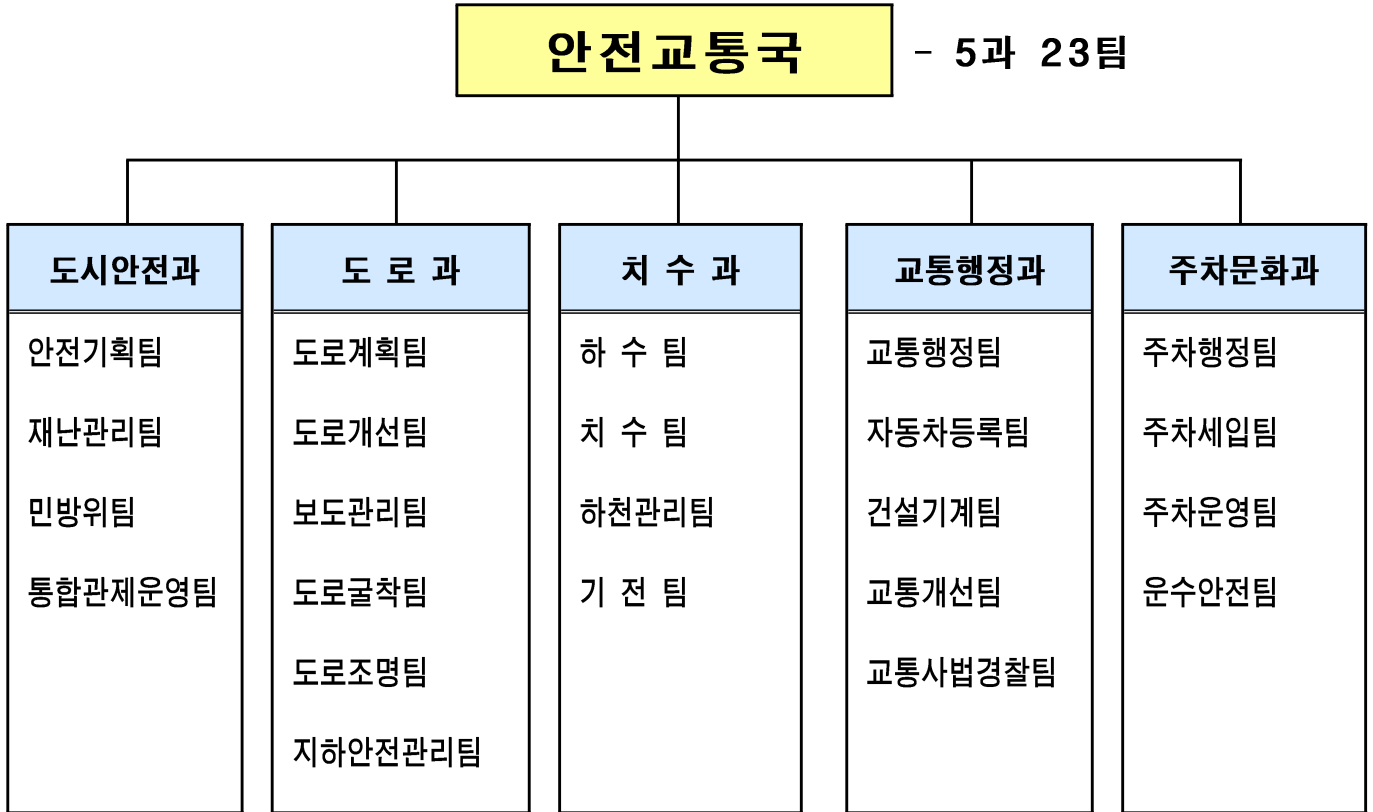 안전교통국 - 5과 23팀
도시안전과
안전기획팀
재난관리팀
민방위팀
통합관제운영팀
도 로 과
도로계획팀
도로개선팀
보도관리팀
도로굴착팀
도로조명팀
지하안전관리팀
치 수 과
하 수 팀
치 수 팀
하천관리팀
기 전 팀
교통행정과
교통행정팀
자동차등록팀
건설기계팀
교통개선팀
교통사법경찰팀
주차문화과
주차행정팀
주차세입팀
주차운영팀
운수안전팀